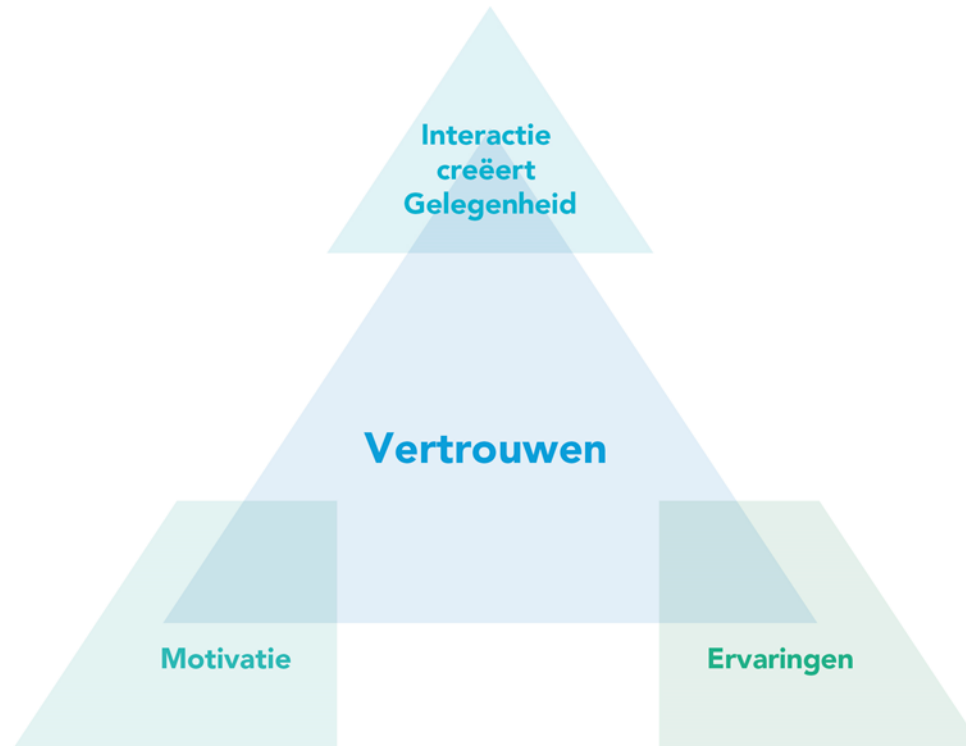 Interactie
creëert
Gelegenheid
Vertrouwen
Motivatie
Ervaringen